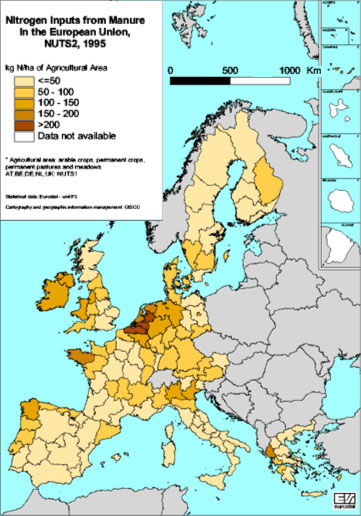 Nitrogen Inputs from Manure
in the European Union,
NUTS2, 1995
kg N/ha of Agricultural Area
<=50
50 - 100
100 - 150
150 - 200
>200
Data not available
* Agricultural area: arable crops, permanent crops,
permanent pastures and meadows
AT,BE,DE,NL,UK: NUTS1
Statistical data: Eurostat -
Cartography and geographic information management: GISCO
0 500 1000 Km
eurostat